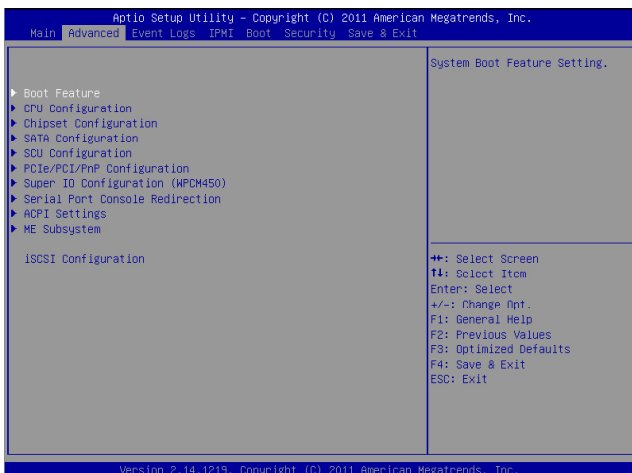 Aptio Setup Utility – Copyright (C) 2011 American Megatrends, Inc.
Main Advanced Event Logs IPMI Boot Security Save & Exit
System Boot Feature Setting.
▶ Boot Feature
▶ CPU Configuration
▶ Chipset Configuration
▶ SATA Configuration
▶ SCU Configuration
▶ PCIe/PCI/PnP Configuration
▶ Super IO Configuration (WPCM450)
▶ Serial Port Console Redirection
▶ ACPI Settings
▶ ME Subsystem
iSCSI Configuration
→←: Select Screen
↑↓: Select Item
Enter: Select
+/-: Change Opt.
F1: General Help
F2: Previous Values
F3: Optimized Defaults
F4: Save & Exit
ESC: Exit
Version 2.14.1219. Copyright (C) 2011 American Megatrends, Inc.